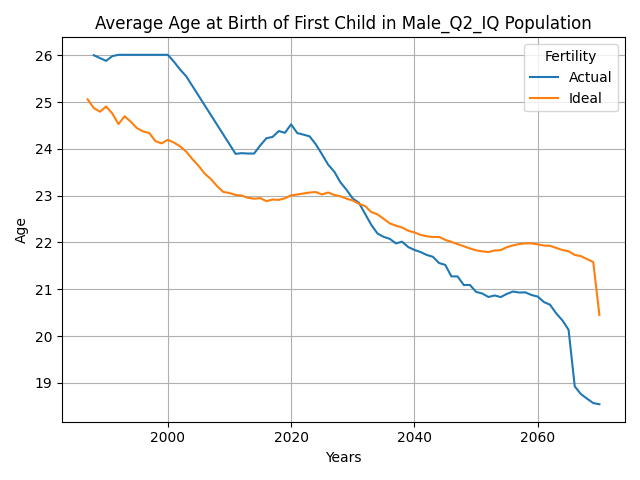 Average Age at Birth of First Child in Male_Q2_IQ Population
Fertility
Actual
Ideal
26
25
24
23
22
21
20
19
Age
2000
2020
2040
2060
Years